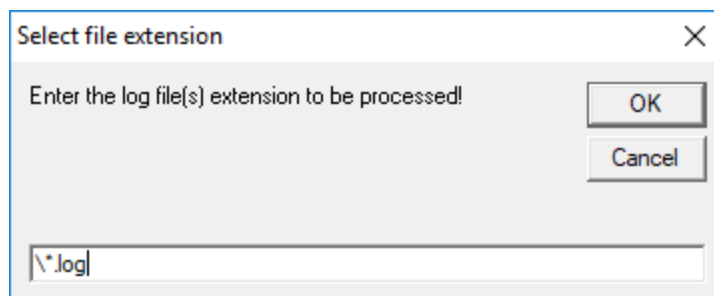 Select file extension
Enter the log file(s) extension to be processed!
OK
Cancel
\*.log